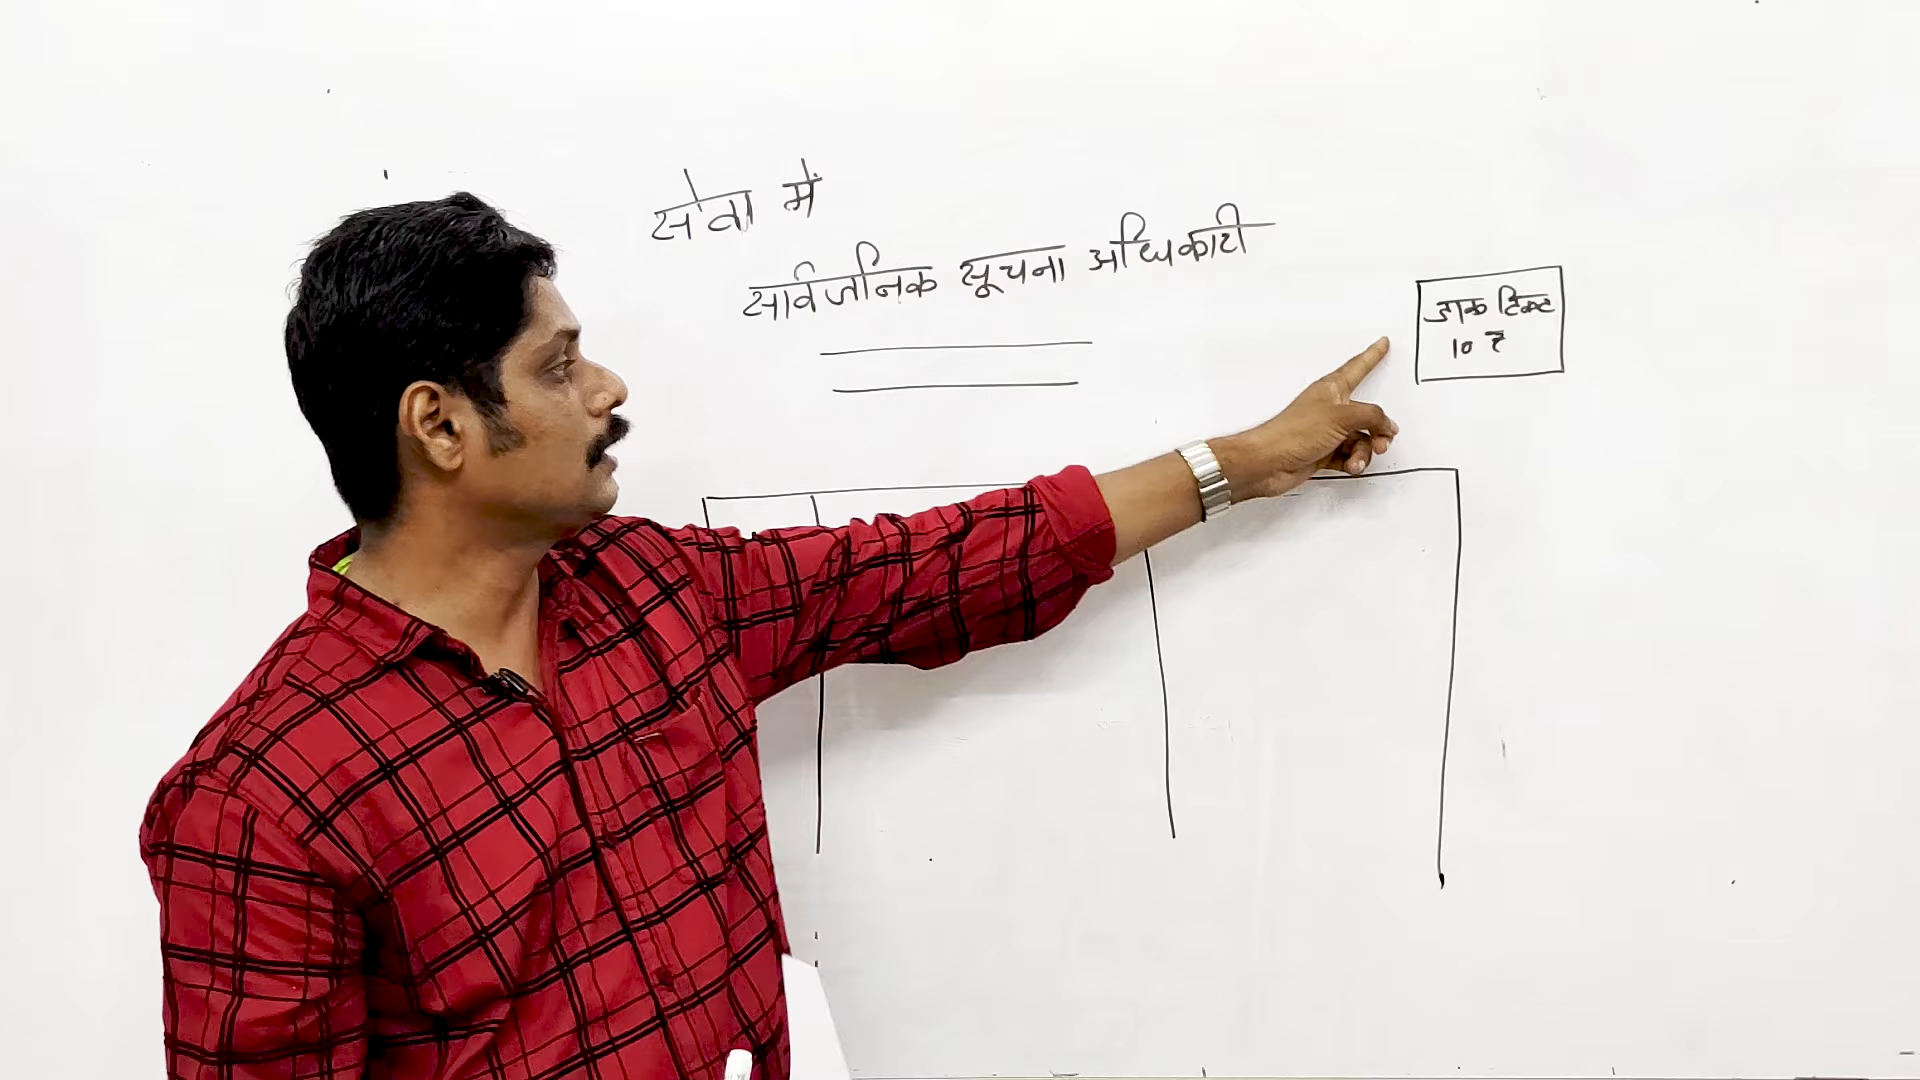 सेवा में
सार्वजनिक सूचना अधिकारी
डाक टिकट
10 ₹